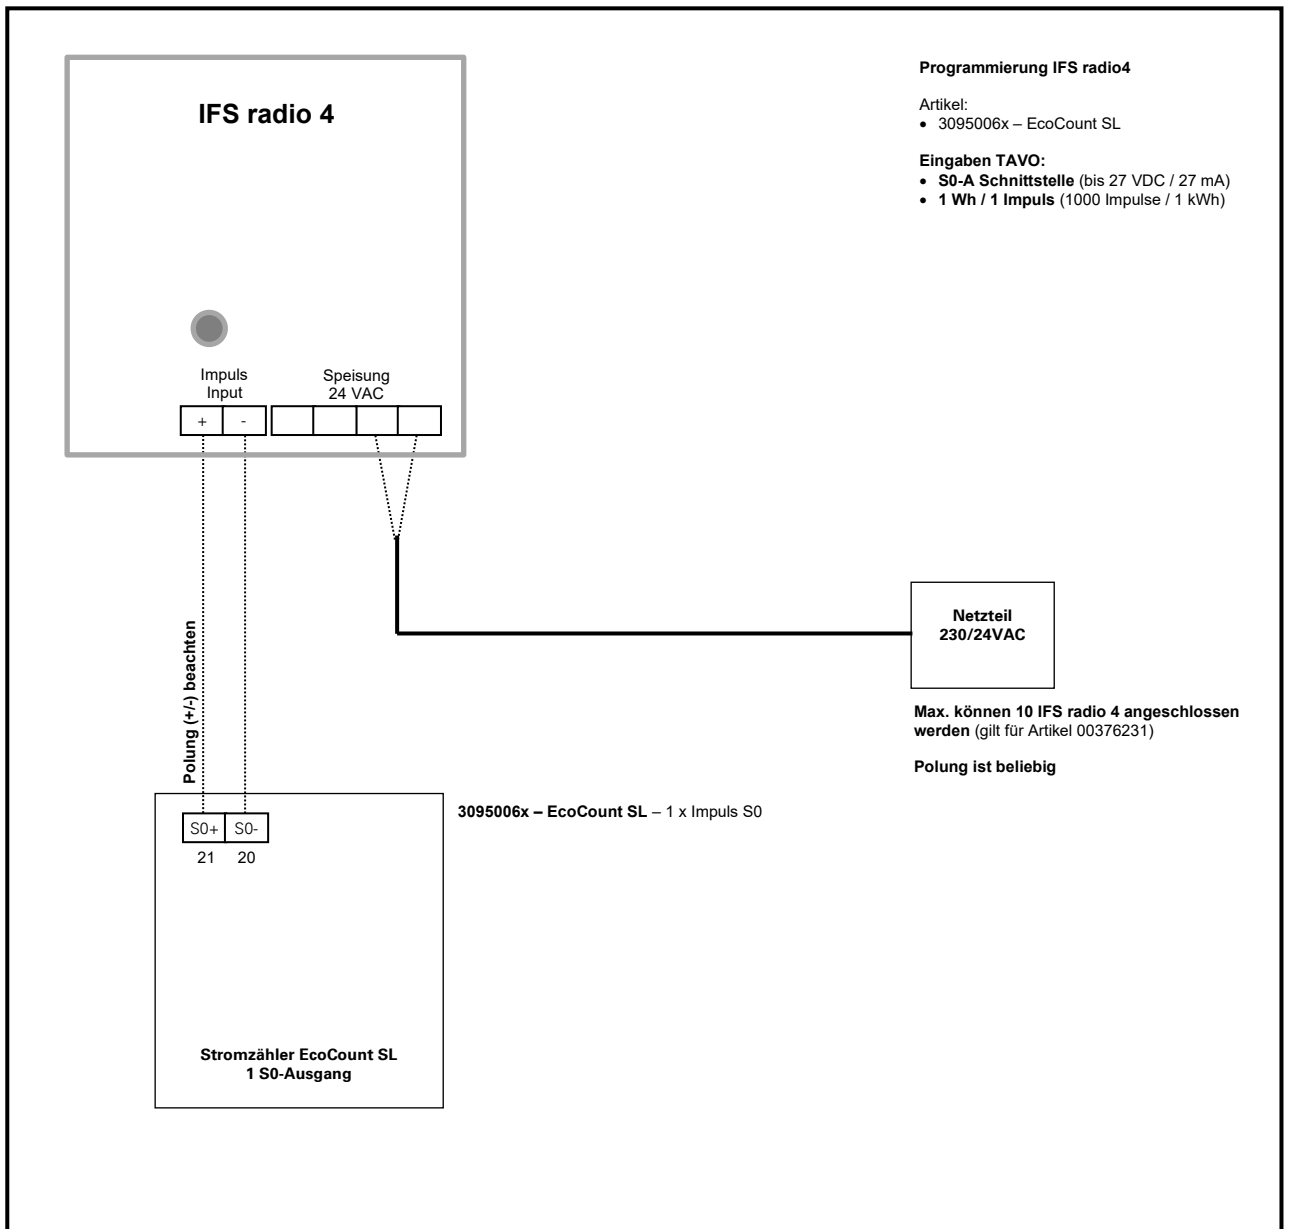 IFS radio 4
Impuls
Input
Speisung
24 VAC
+ -
Polung (+/-) beachten
S0+ S0-
21 20
Stromzähler EcoCount SL
1 S0-Ausgang
3095006x – EcoCount SL – 1 x Impuls S0
Programmierung IFS radio4
Artikel:
• 3095006x – EcoCount SL
Eingaben TAVO:
• S0-A Schnittstelle (bis 27 VDC / 27 mA)
• 1 Wh / 1 Impuls (1000 Impulse / 1 kWh)
Netzteil
230/24VAC
Max. können 10 IFS radio 4 angeschlossen
werden (gilt für Artikel 00376231)
Polung ist beliebig